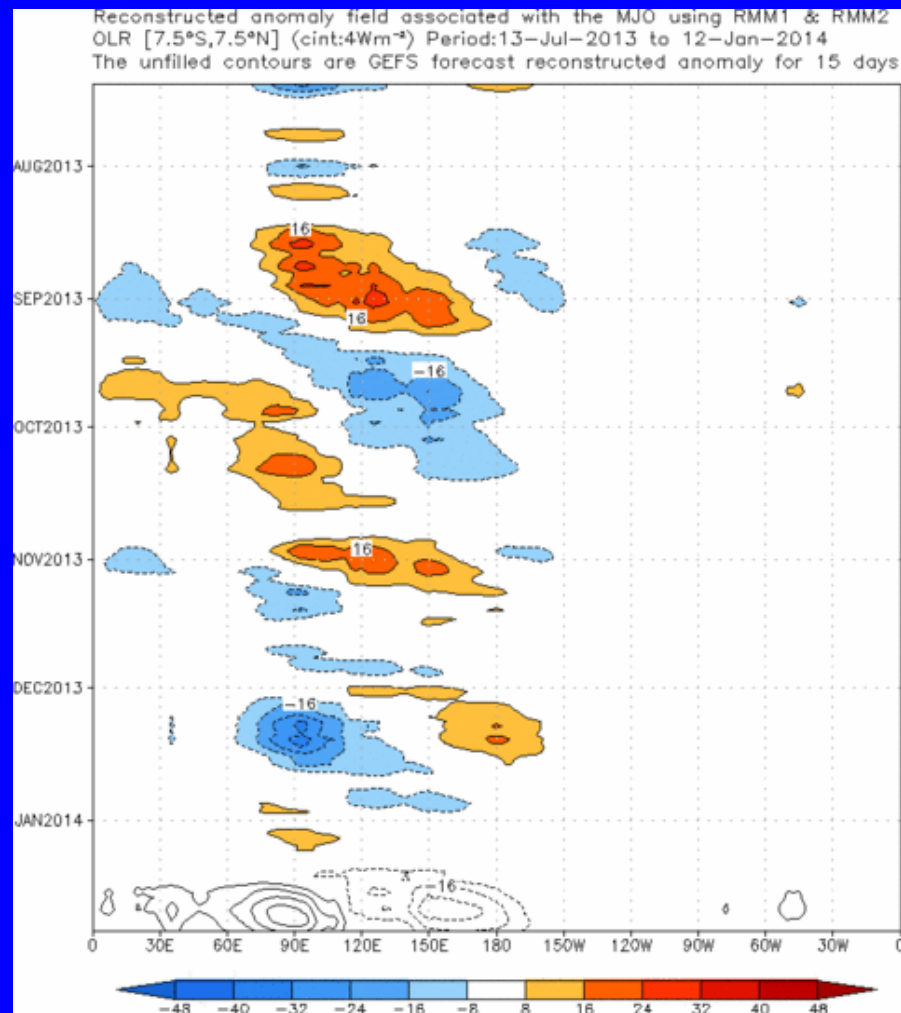 Reconstructed anomaly field associated with the MJO using RMM1 & RMM2
OLR [7.5°S,7.5°N] (cint:4Wm⁻²) Period:13-Jul-2013 to 12-Jan-2014
The unfilled contours are GEFS forecast reconstructed anomaly for 15 days
AUG2013
16
SEP2013
16
-16
OCT2013
16
NOV2013
DEC2013
-16
JAN2014
-16
0 30E 60E 90E 120E 150E 180 150W 120W 90W 60W 30W 0
-48 -40 -32 -24 -16 -8 8 16 24 32 40 48